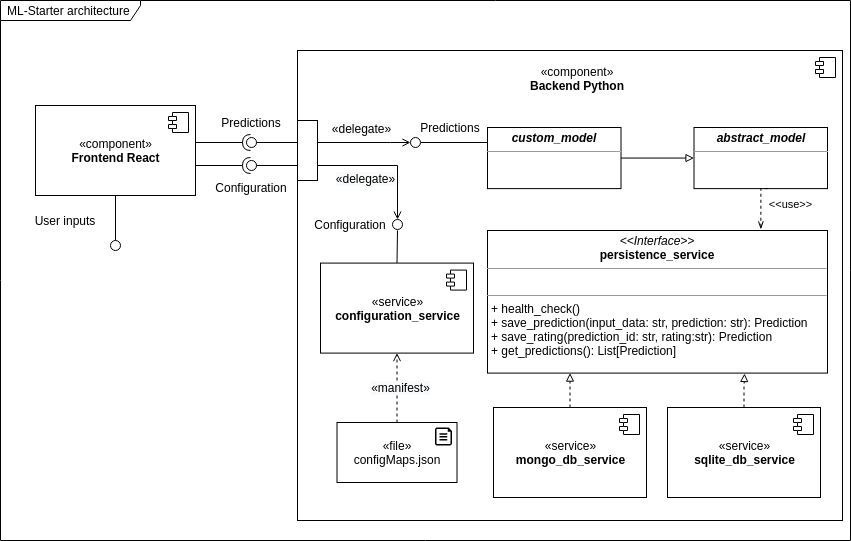 ML-Starter architecture
«component»
Backend Python
«component»
Frontend React
Predictions
Configuration
User inputs
«delegate»
Predictions
«delegate»
Configuration
custom_model
abstract_model
<<use>>
<<Interface>>
persistence_service
+ health_check()
+ save_prediction(input_data: str, prediction: str): Prediction
+ save_rating(prediction_id: str, rating:str): Prediction
+ get_predictions(): List[Prediction]
«service»
configuration_service
«manifest»
«file»
configMaps.json
«service»
mongo_db_service
«service»
sqlite_db_service